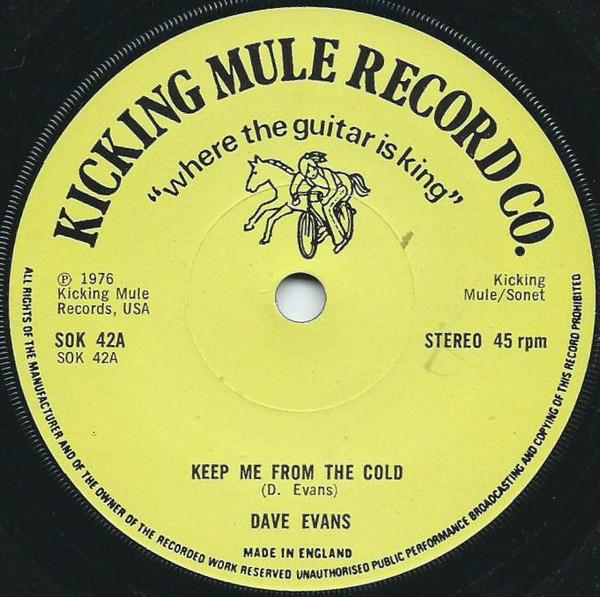 KICKING MULE RECORD CO.
"where the guitar is king"
℗ 1976
Kicking Mule
Records, USA
Kicking
Mule/Sonet
SOK 42A
SOK 42A
STEREO 45 rpm
KEEP ME FROM THE COLD
(D. Evans)
DAVE EVANS
MADE IN ENGLAND
ALL RIGHTS OF THE MANUFACTURER AND OF THE OWNER OF THE RECORDED WORK RESERVED UNAUTHORISED PUBLIC PERFORMANCE BROADCASTING AND COPYING OF THIS RECORD PROHIBITED